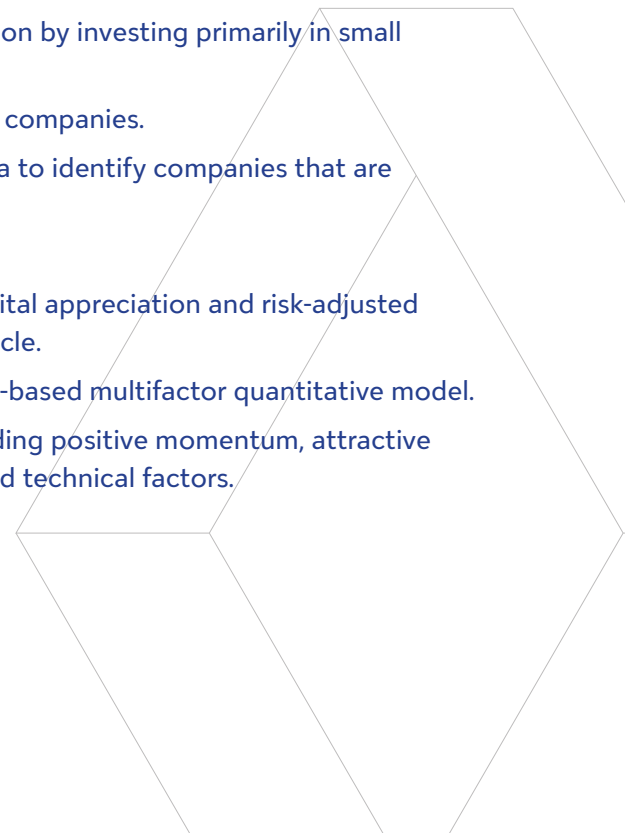 on by investing primarily in small
companies.
a to identify companies that are
ital appreciation and risk-adjusted
cle.
-based multifactor quantitative model.
ding positive momentum, attractive
d technical factors.